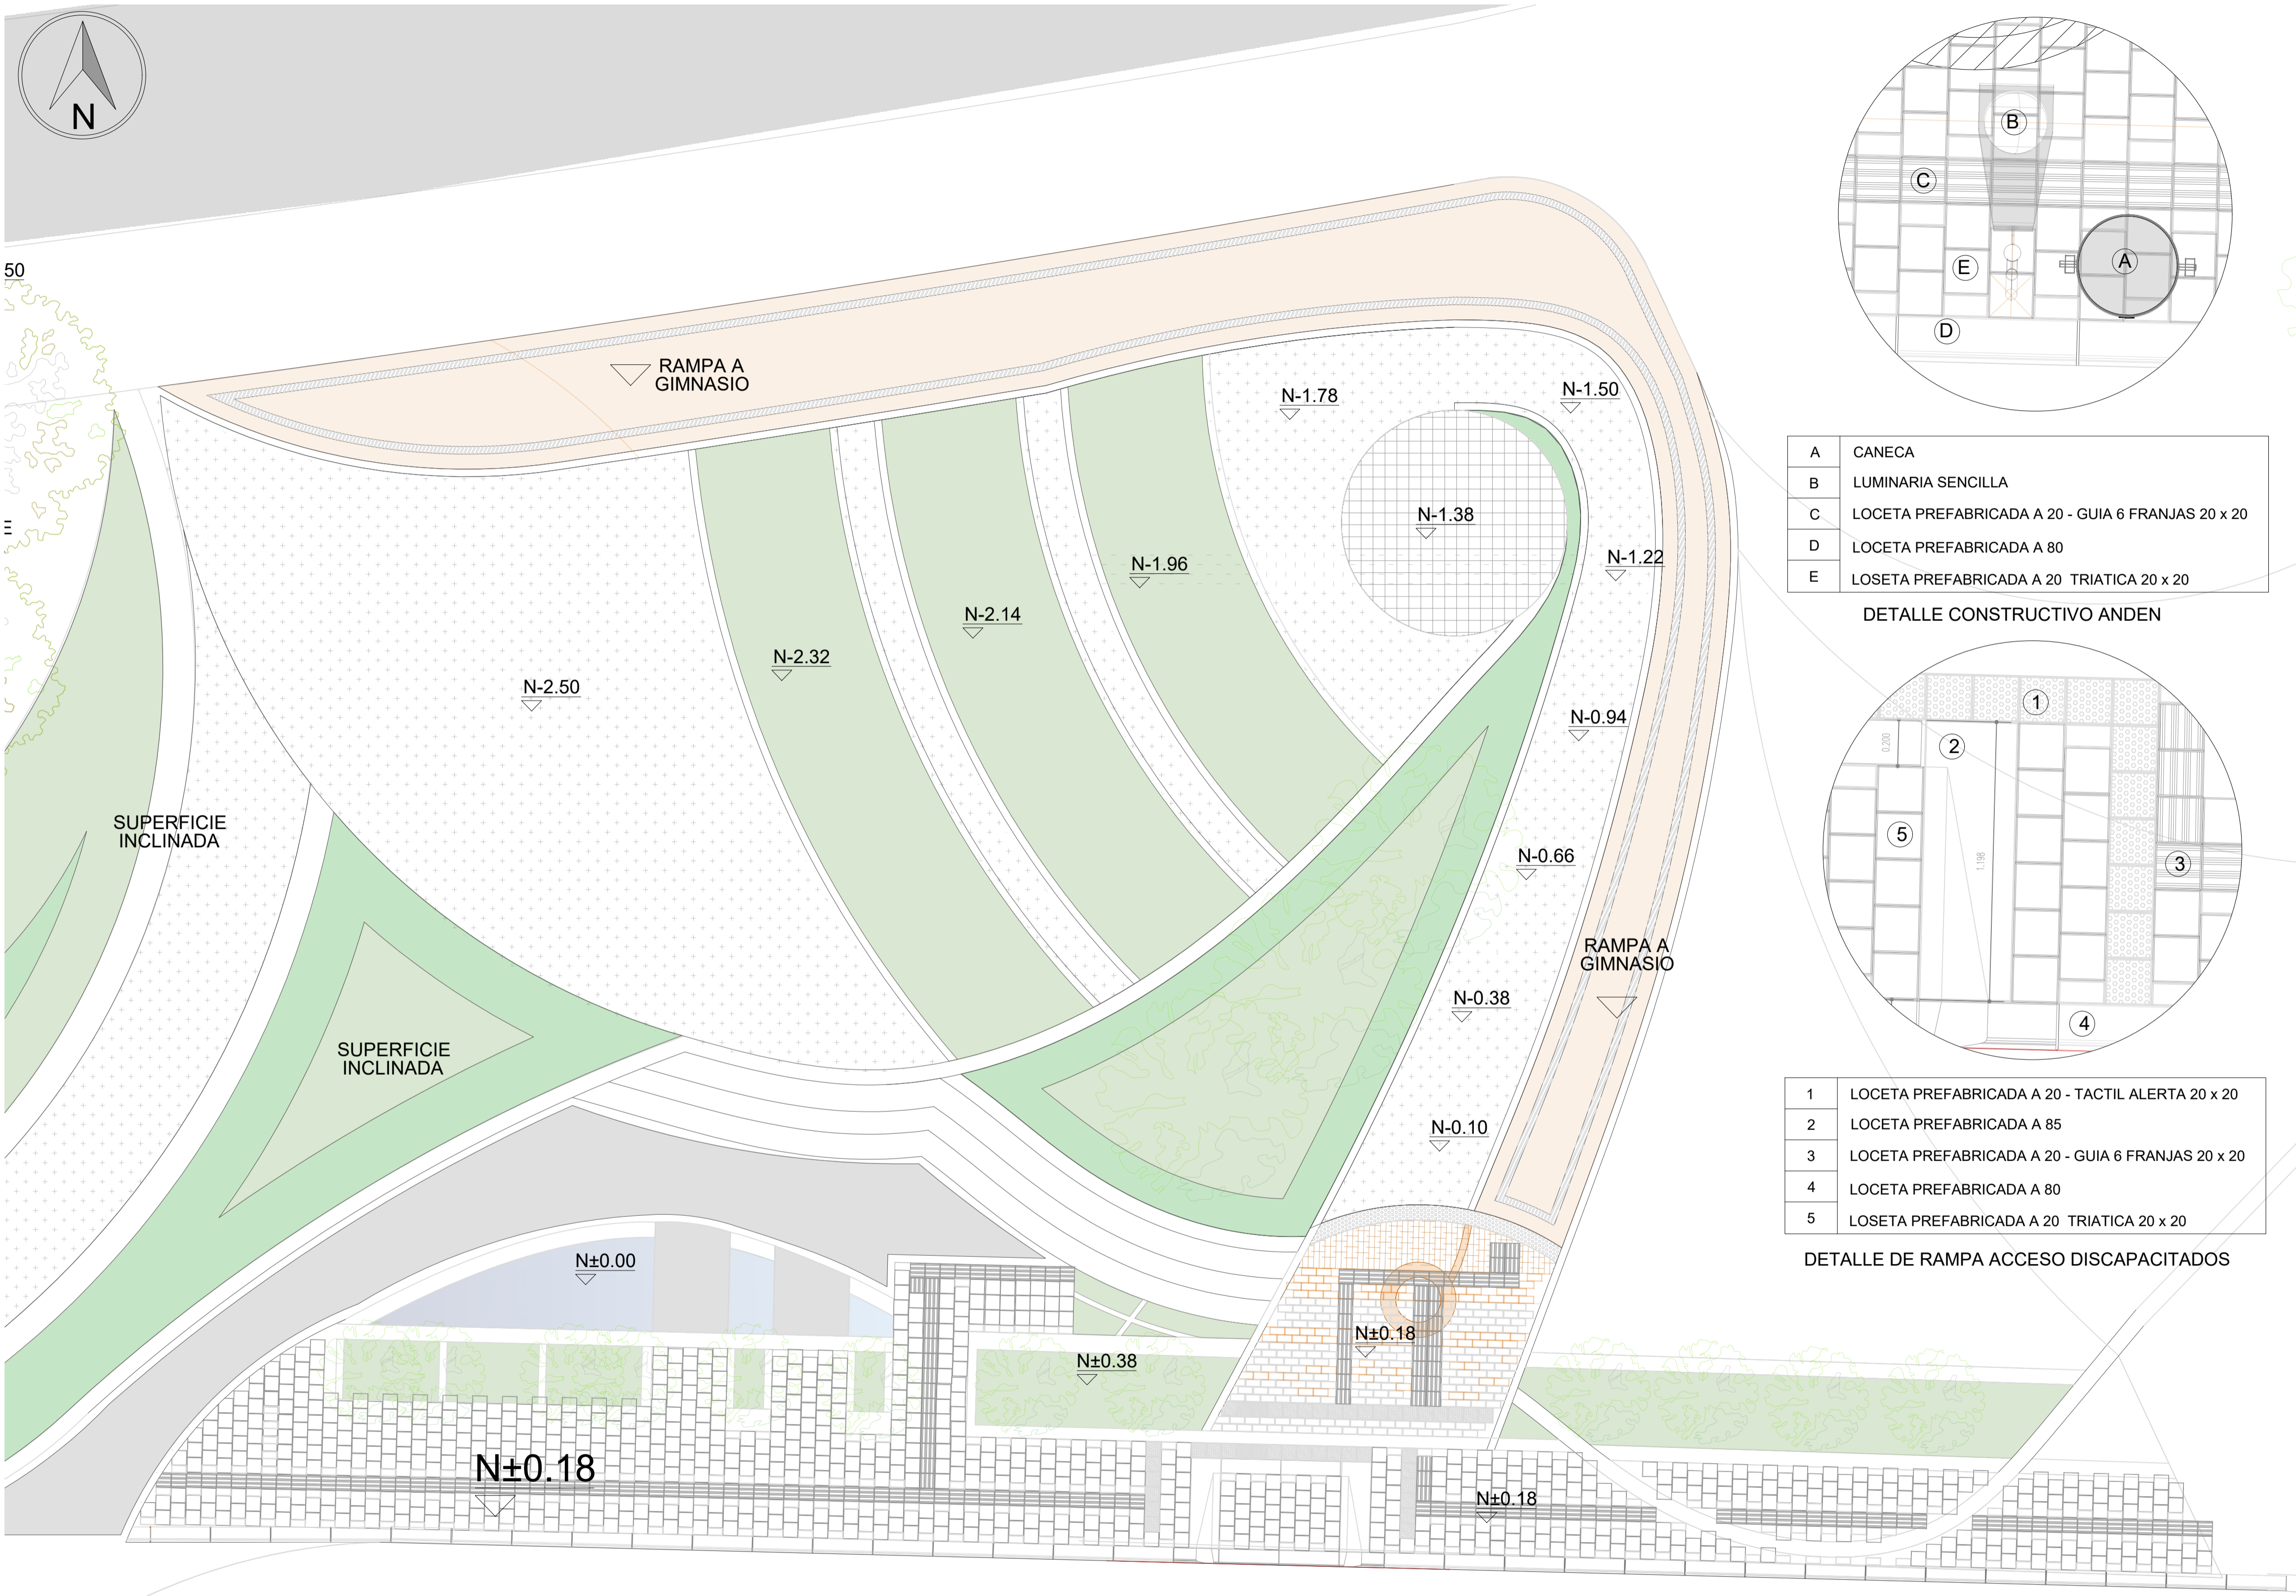 N
50
E
RAMPA A
GIMNASIO
N-1.78
N-1.50
N-1.38
N-1.22
N-1.96
N-2.14
N-2.32
N-2.50
N-0.94
N-0.66
RAMPA A
GIMNASIO
N-0.38
N-0.10
SUPERFICIE
INCLINADA
SUPERFICIE
INCLINADA
N±0.00
N±0.38
N±0.18
N±0.18
N±0.18
B
C
E
A
D
A CANECA
B LUMINARIA SENCILLA
C LOCETA PREFABRICADA A 20 - GUIA 6 FRANJAS 20 x 20
D LOCETA PREFABRICADA A 80
E LOSETA PREFABRICADA A 20 TRIATICA 20 x 20
DETALLE CONSTRUCTIVO ANDEN
1
2
0.200
5
1.198
3
4
1 LOCETA PREFABRICADA A 20 - TACTIL ALERTA 20 x 20
2 LOCETA PREFABRICADA A 85
3 LOCETA PREFABRICADA A 20 - GUIA 6 FRANJAS 20 x 20
4 LOCETA PREFABRICADA A 80
5 LOSETA PREFABRICADA A 20 TRIATICA 20 x 20
DETALLE DE RAMPA ACCESO DISCAPACITADOS